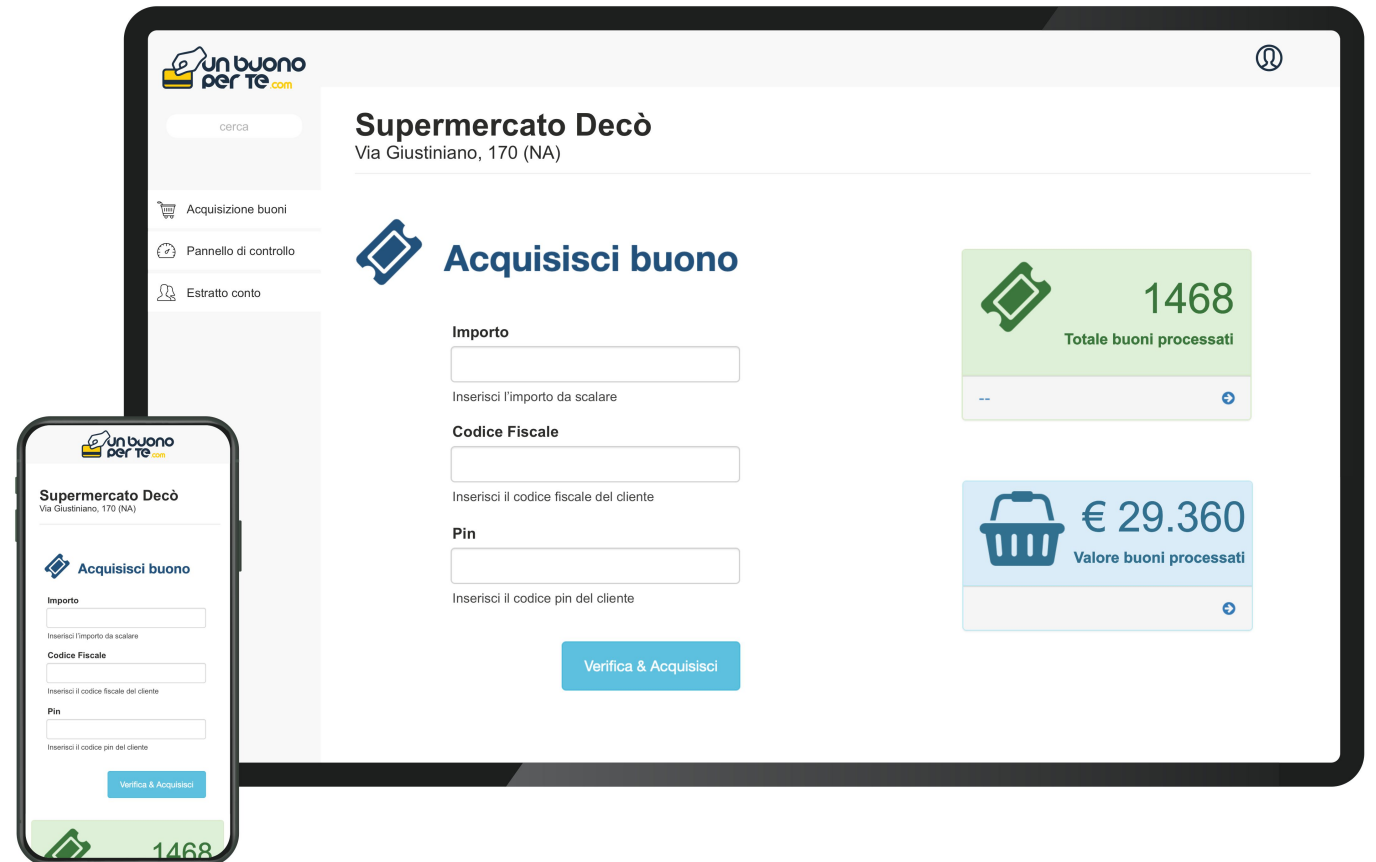 un buono
per te.com
cerca
Acquisizione buoni
Pannello di controllo
Estratto conto
Supermercato Decò
Via Giustiniano, 170 (NA)
Acquisisci buono
Importo
Inserisci l'importo da scalare
Codice Fiscale
Inserisci il codice fiscale del cliente
Pin
Inserisci il codice pin del cliente
Verifica & Acquisisci
1468
Totale buoni processati
--
€ 29.360
Valore buoni processati
un buono
per te.com
Supermercato Decò
Via Giustiniano, 170 (NA)
Acquisisci buono
Importo
Inserisci l'importo da scalare
Codice Fiscale
Inserisci il codice fiscale del cliente
Pin
Inserisci il codice pin del cliente
Verifica & Acquisisci
1468